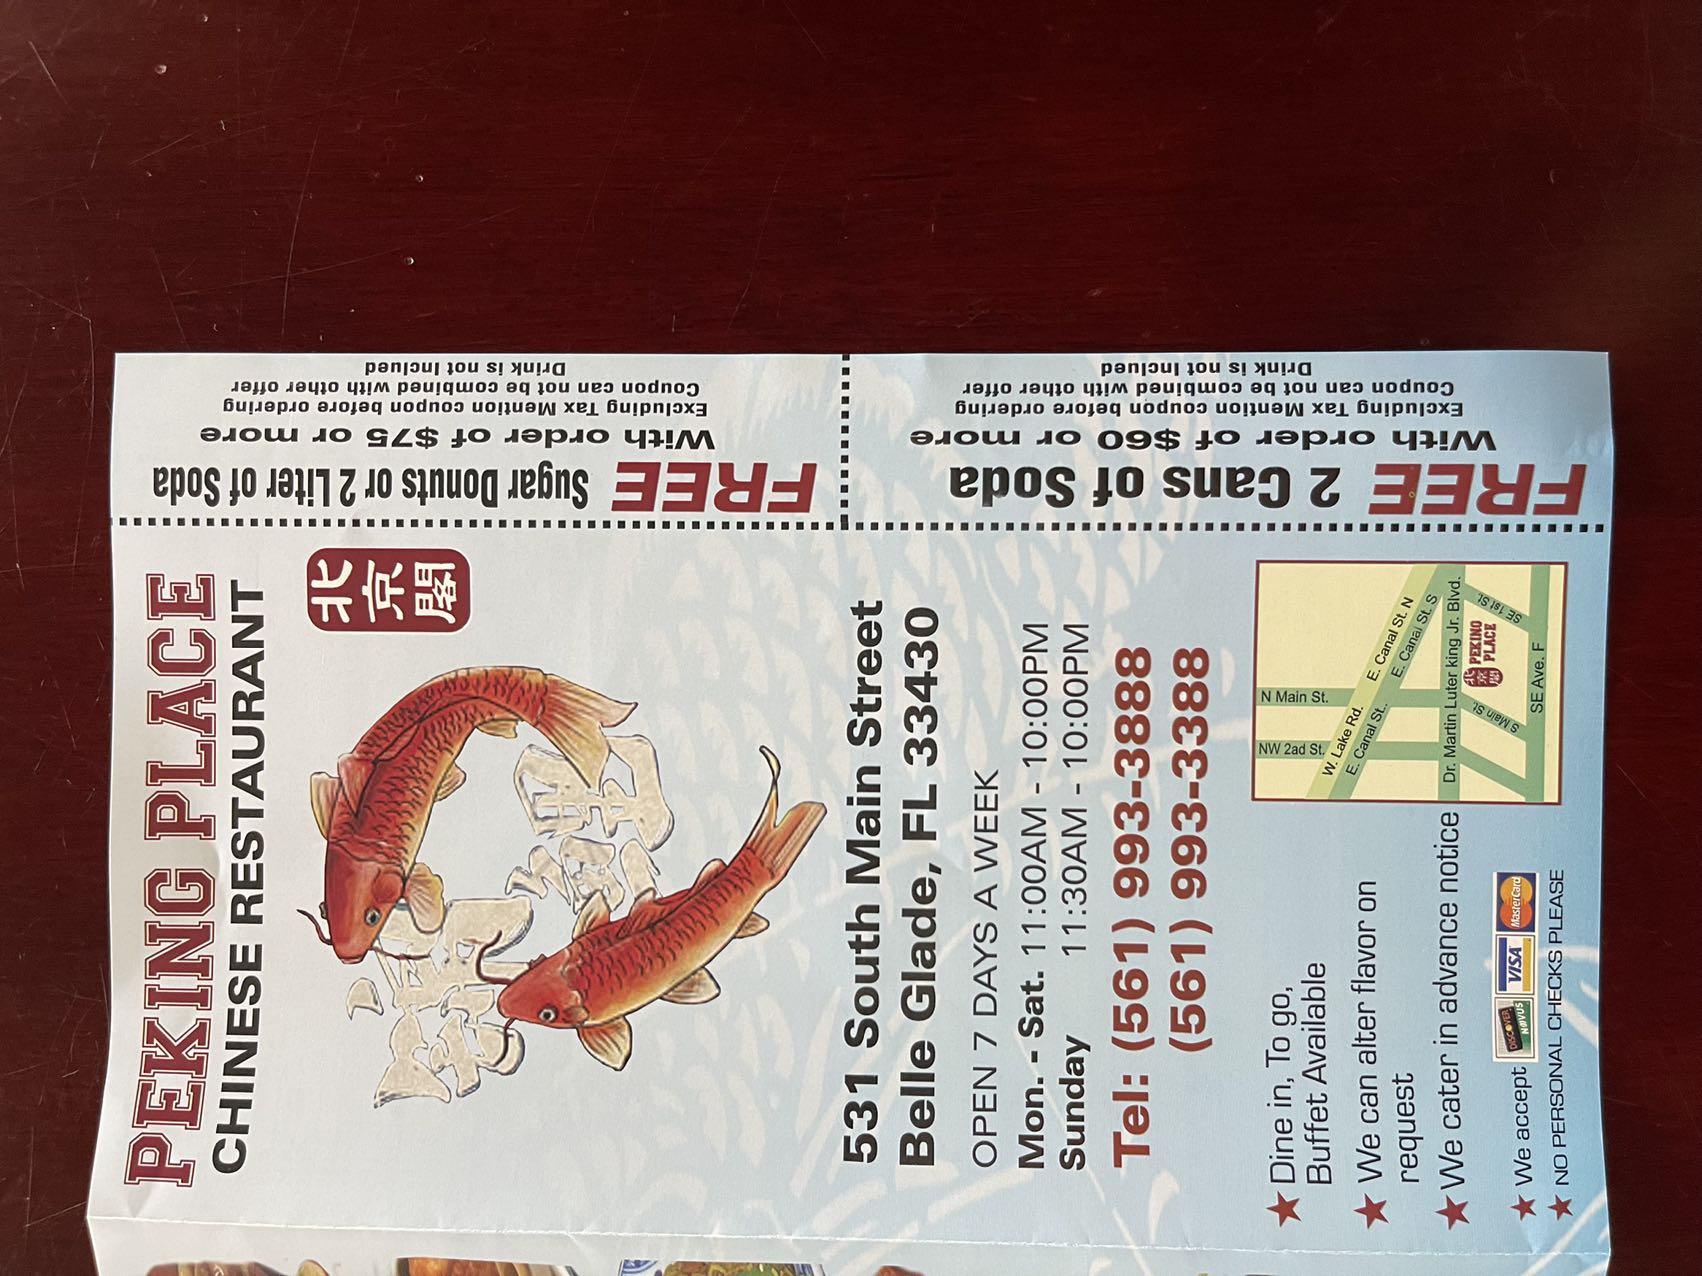 PEKING PLACE
CHINESE RESTAURANT
北
京
閣
531 South Main Street
Belle Glade, FL 33430
OPEN 7 DAYS A WEEK
Mon. - Sat. 11:00AM - 10:00PM
Sunday 11:30AM - 10:00PM
Tel: (561) 993-3888
(561) 993-3388
★ Dine in, To go,
Buffet Available
★ We can alter flavor on
request
★ We cater in advance notice
★ We accept DISCOVER NOVUS VISA MasterCard
★ NO PERSONAL CHECKS PLEASE
N Main St.
NW 2ad St.
W. Lake Rd.
E. Canal St. N
E. Canal St.
E. Canal St. S
Dr. Martin Luter king Jr. Blvd.
北
京
閣
PEKING
PLACE
SE 1st St.
S Main St.
SE Ave. F
FREE Sugar Donuts or 2 Liter of Soda
With order of $75 or more
Excluding Tax Mention coupon before ordering
Coupon can not be combined with other offer
Drink is not Inclued
FREE 2 Cans of Soda
With order of $60 or more
Excluding Tax Mention coupon before ordering
Coupon can not be combined with other offer
Drink is not Inclued